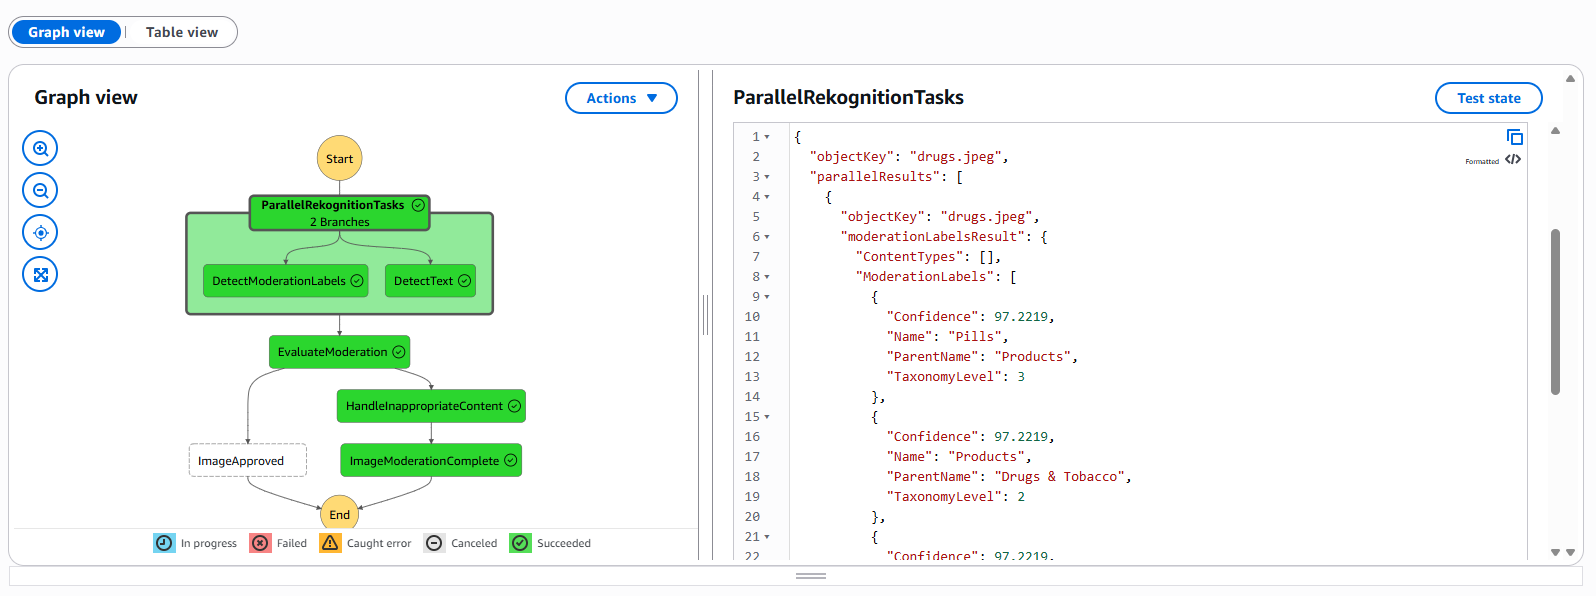 Graph view
Table view
Graph view
Actions
Start
ParallelRekognitionTasks
2 Branches
DetectModerationLabels
DetectText
EvaluateModeration
HandleInappropriateContent
ImageApproved
ImageModerationComplete
End
In progress
Failed
Caught error
Canceled
Succeeded
ParallelRekognitionTasks
Test state
Formatted
1 {
2 "objectKey": "drugs.jpeg",
3 "parallelResults": [
4 {
5 "objectKey": "drugs.jpeg",
6 "moderationLabelsResult": {
7 "ContentTypes": [],
8 "ModerationLabels": [
9 {
10 "Confidence": 97.2219,
11 "Name": "Pills",
12 "ParentName": "Products",
13 "TaxonomyLevel": 3
14 },
15 {
16 "Confidence": 97.2219,
17 "Name": "Products",
18 "ParentName": "Drugs & Tobacco",
19 "TaxonomyLevel": 2
20 },
21 {
22 "Confidence": 97.2219,